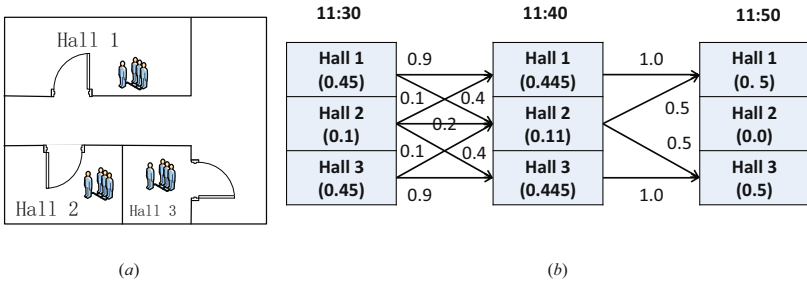 Hall 1
Hall 2
Hall 3
(a)
11:30
11:40
11:50
Hall 1
(0.45)
Hall 2
(0.1)
Hall 3
(0.45)
0.9
0.1
0.4
0.2
0.1
0.4
0.9
Hall 1
(0.445)
Hall 2
(0.11)
Hall 3
(0.445)
1.0
0.5
0.5
1.0
Hall 1
(0. 5)
Hall 2
(0.0)
Hall 3
(0.5)
(b)